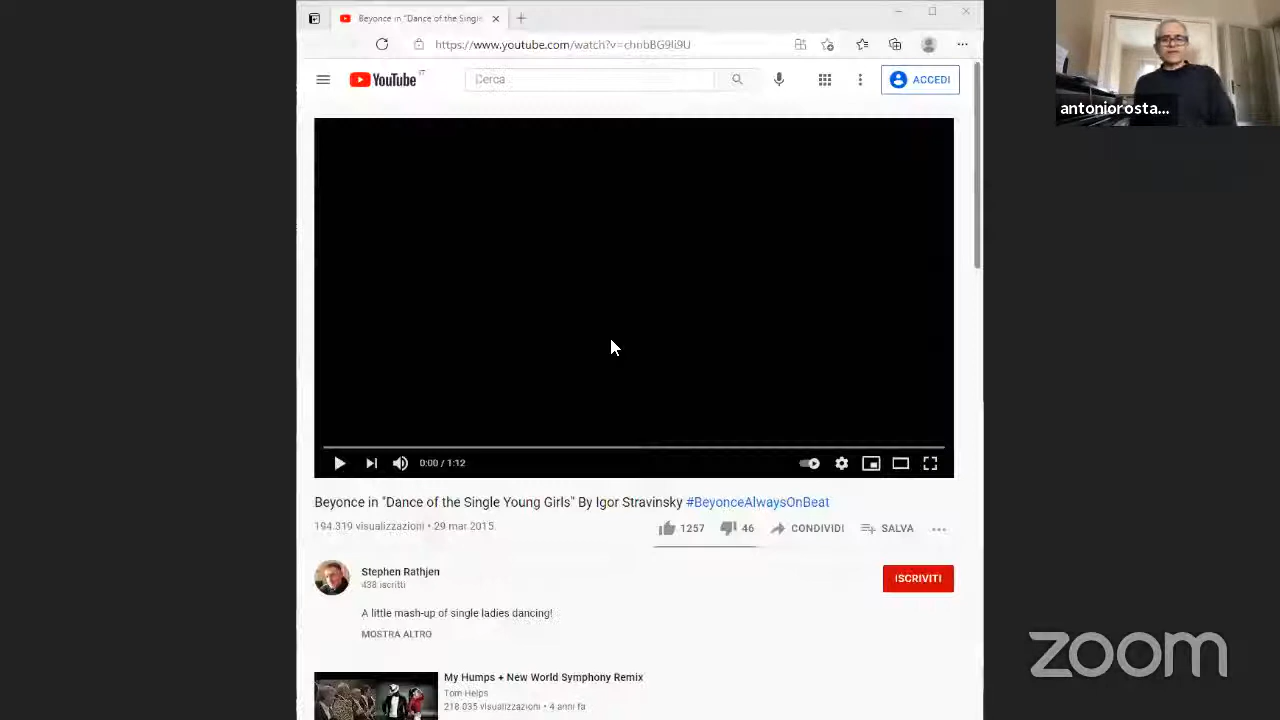 Beyonce in "Dance of the Single
https://www.youtube.com/watch?v=chnbBG9li9U
YouTube IT
Cerca
ACCEDI
antoniorosta...
0:00 / 1:12
Beyonce in "Dance of the Single Young Girls" By Igor Stravinsky #BeyonceAlwaysOnBeat
194.319 visualizzazioni • 29 mar 2015
1257
46
CONDIVIDI
SALVA
Stephen Rathjen
438 iscritti
ISCRIVITI
A little mash-up of single ladies dancing!
MOSTRA ALTRO
zoom
My Humps + New World Symphony Remix
Tom Helps
218 035 visualizzazioni • 4 anni fa